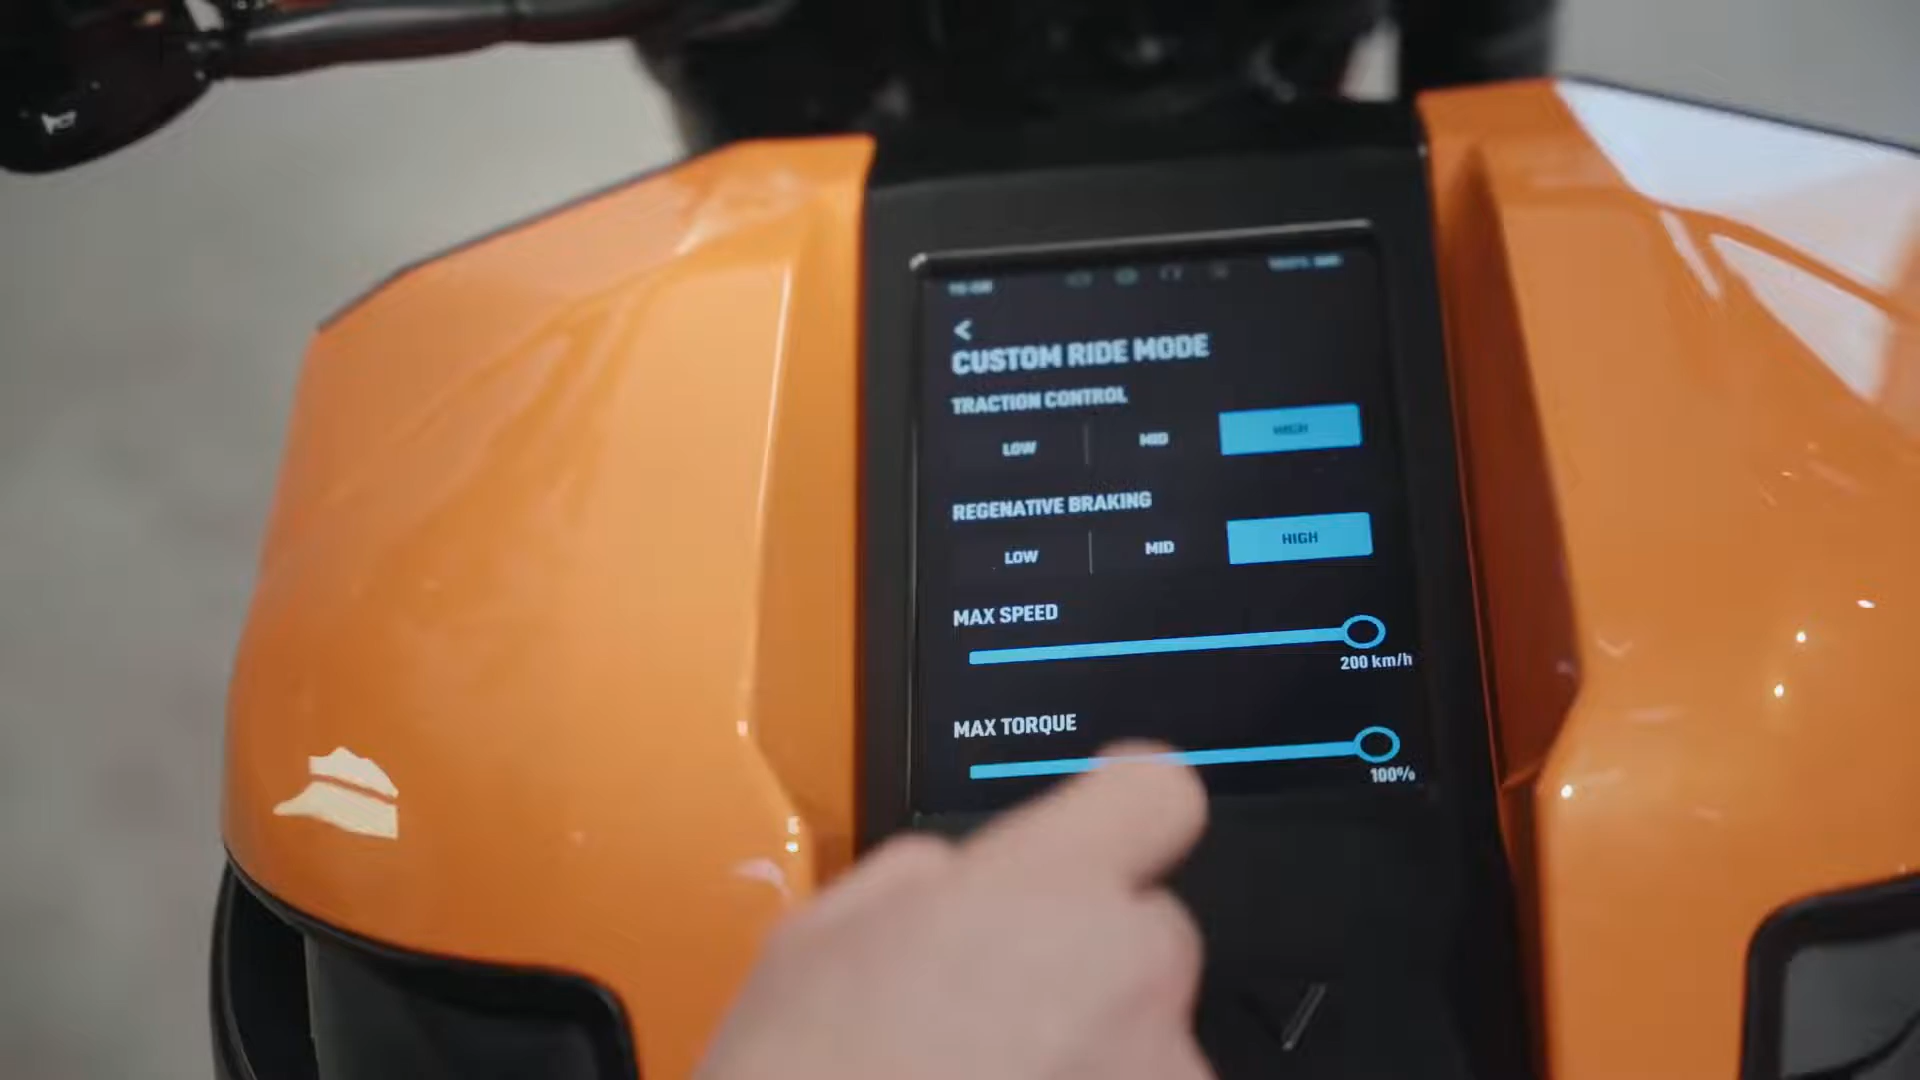 CUSTOM RIDE MODE
TRACTION CONTROL
LOW MID HIGH
REGENATIVE BRAKING
LOW MID HIGH
MAX SPEED
200 km/h
MAX TORQUE
100%